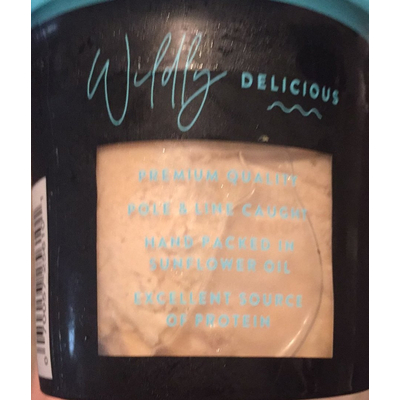 Wildly DELICIOUS
PREMIUM QUALITY
POLE & LINE CAUGHT
HAND PACKED IN
SUNFLOWER OIL
EXCELLENT SOURCE
OF PROTEIN